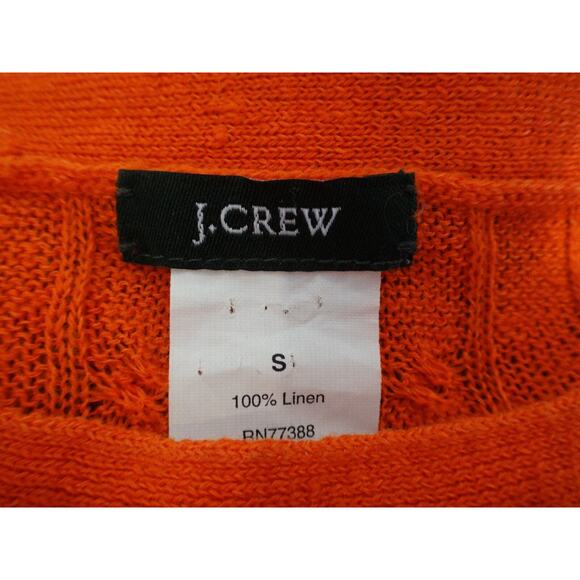 J.CREW
S
100% Linen
RN77388